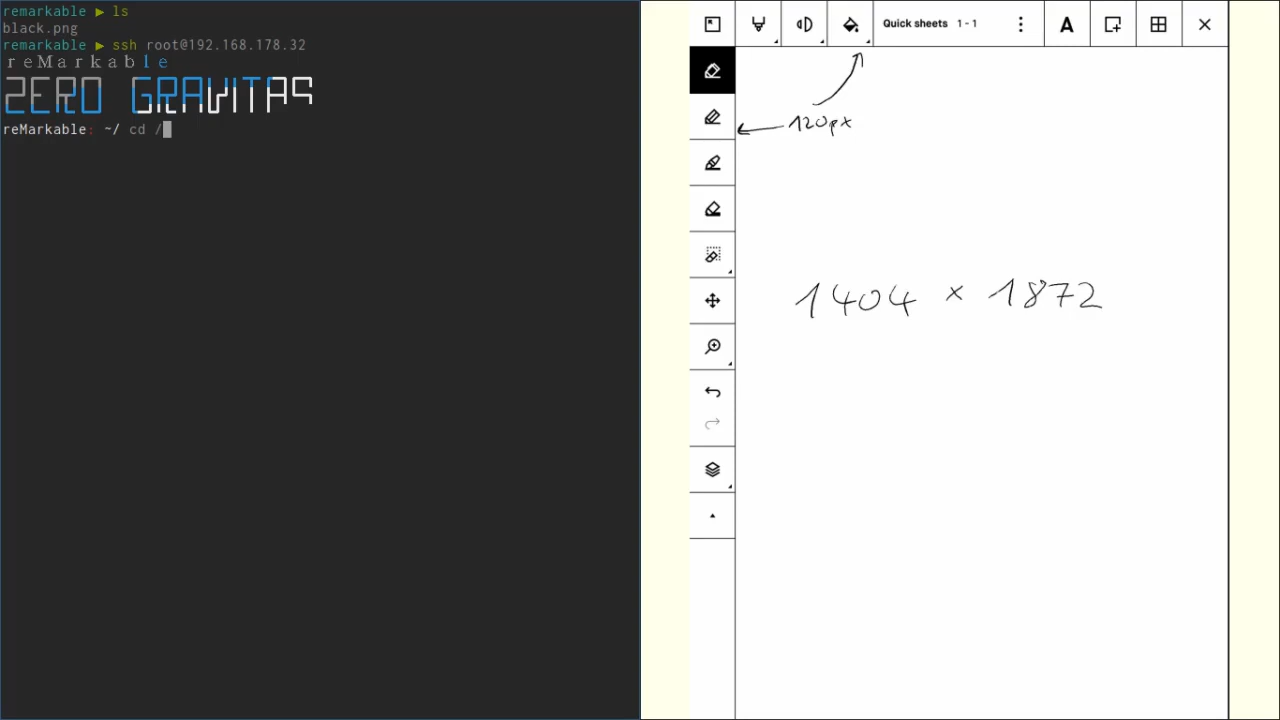 remarkable ▶ ls
black.png
remarkable ▶ ssh root@192.168.178.32
reMarkable
ZERO GRAVITAS
reMarkable: ~/ cd /
Quick sheets 1 - 1
A
120px
1404 × 1872